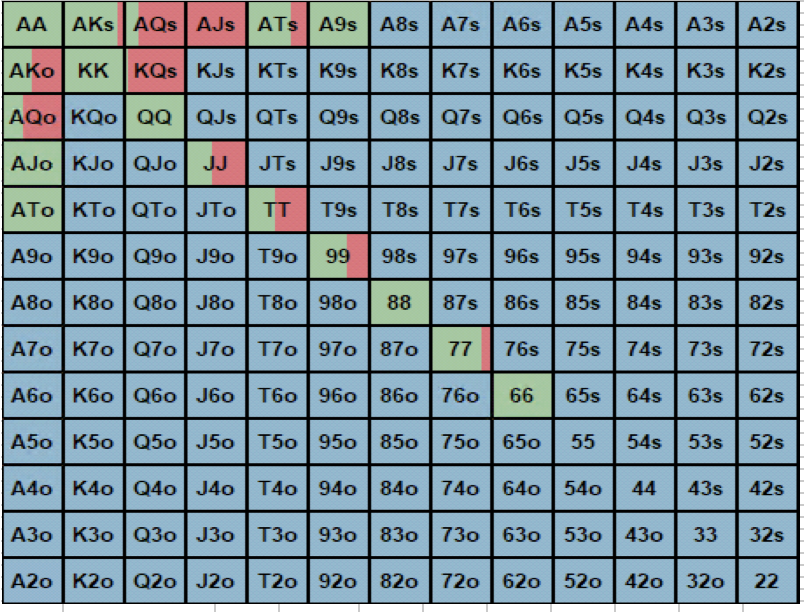 AA AKs AQs AJs ATs A9s A8s A7s A6s A5s A4s A3s A2s
AKo KK KQs KJs KTs K9s K8s K7s K6s K5s K4s K3s K2s
AQo KQo QQ QJs QTs Q9s Q8s Q7s Q6s Q5s Q4s Q3s Q2s
AJo KJo QJo JJ JTs J9s J8s J7s J6s J5s J4s J3s J2s
ATo KTo QTo JTo TT T9s T8s T7s T6s T5s T4s T3s T2s
A9o K9o Q9o J9o T9o 99 98s 97s 96s 95s 94s 93s 92s
A8o K8o Q8o J8o T8o 98o 88 87s 86s 85s 84s 83s 82s
A7o K7o Q7o J7o T7o 97o 87o 77 76s 75s 74s 73s 72s
A6o K6o Q6o J6o T6o 96o 86o 76o 66 65s 64s 63s 62s
A5o K5o Q5o J5o T5o 95o 85o 75o 65o 55 54s 53s 52s
A4o K4o Q4o J4o T4o 94o 84o 74o 64o 54o 44 43s 42s
A3o K3o Q3o J3o T3o 93o 83o 73o 63o 53o 43o 33 32s
A2o K2o Q2o J2o T2o 92o 82o 72o 62o 52o 42o 32o 22